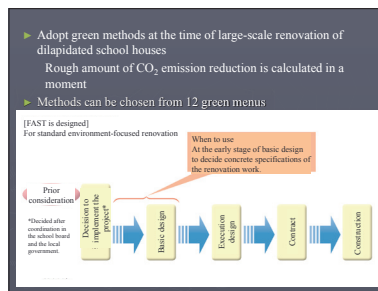 Adopt green methods at the time of large-scale renovation of
dilapidated school houses
Rough amount of CO2 emission reduction is calculated in a
moment
Methods can be chosen from 12 green menus
[FAST is designed]
For standard environment-focused renovation
When to use
At the early stage of basic design
to decide concrete specifications of
the renovation work.
Prior
consideration
*Decided after
coordination in
the school board
and the local
government.
Decision to
implement the
project*
Basic design
Execution
design
Contract
Construction